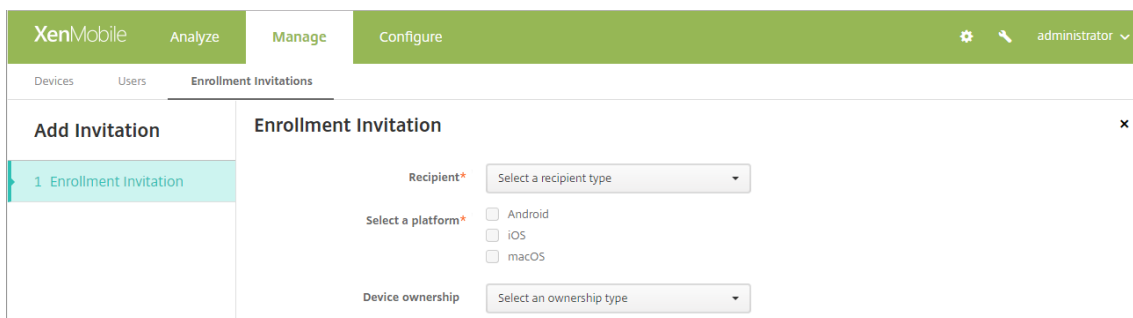 XenMobile Analyze Manage Configure administrator
Devices Users Enrollment Invitations
Add Invitation
1 Enrollment Invitation
Enrollment Invitation
Recipient* Select a recipient type
Select a platform* Android
iOS
macOS
Device ownership Select an ownership type